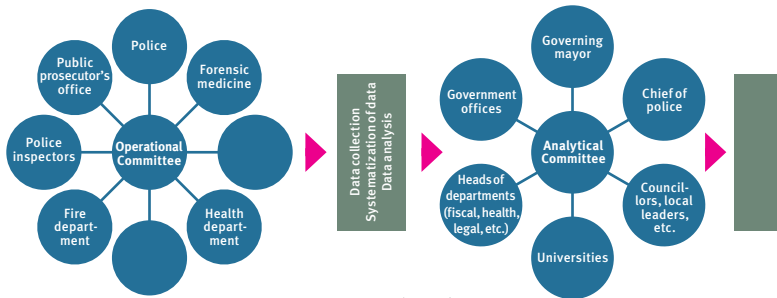 Police
Public
prosecutor's
office
Forensic
medicine
Police
inspectors
Operational
Committee
Fire
depart-
ment
Health
depart-
ment
Data collection
Systematization of data
Data analysis
Governing
mayor
Government
offices
Chief of
police
Analytical
Committee
Heads of
departments
(fiscal, health,
legal, etc.)
Council-
lors, local
leaders,
etc.
Universities